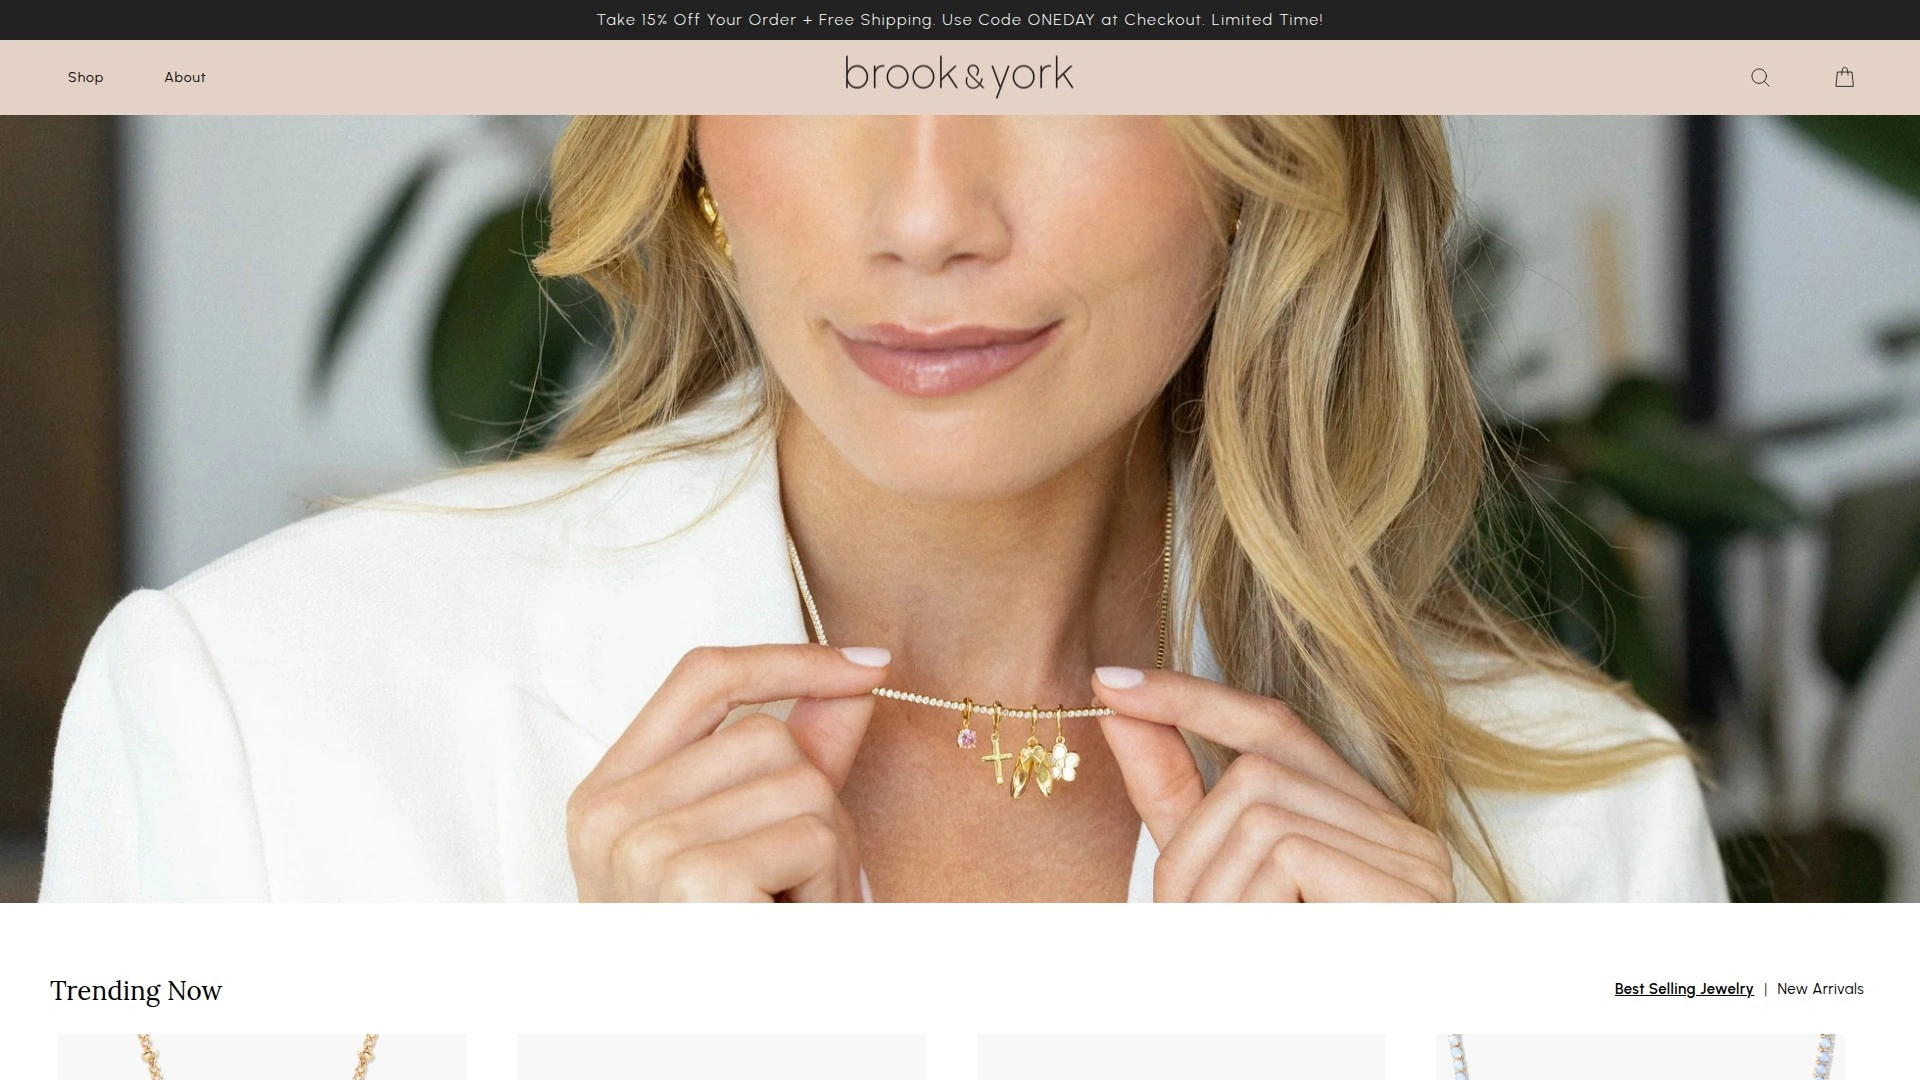 Take 15% Off Your Order + Free Shipping. Use Code ONEDAY at Checkout. Limited Time!
Shop
About
brook & york
Trending Now
Best Selling Jewelry | New Arrivals